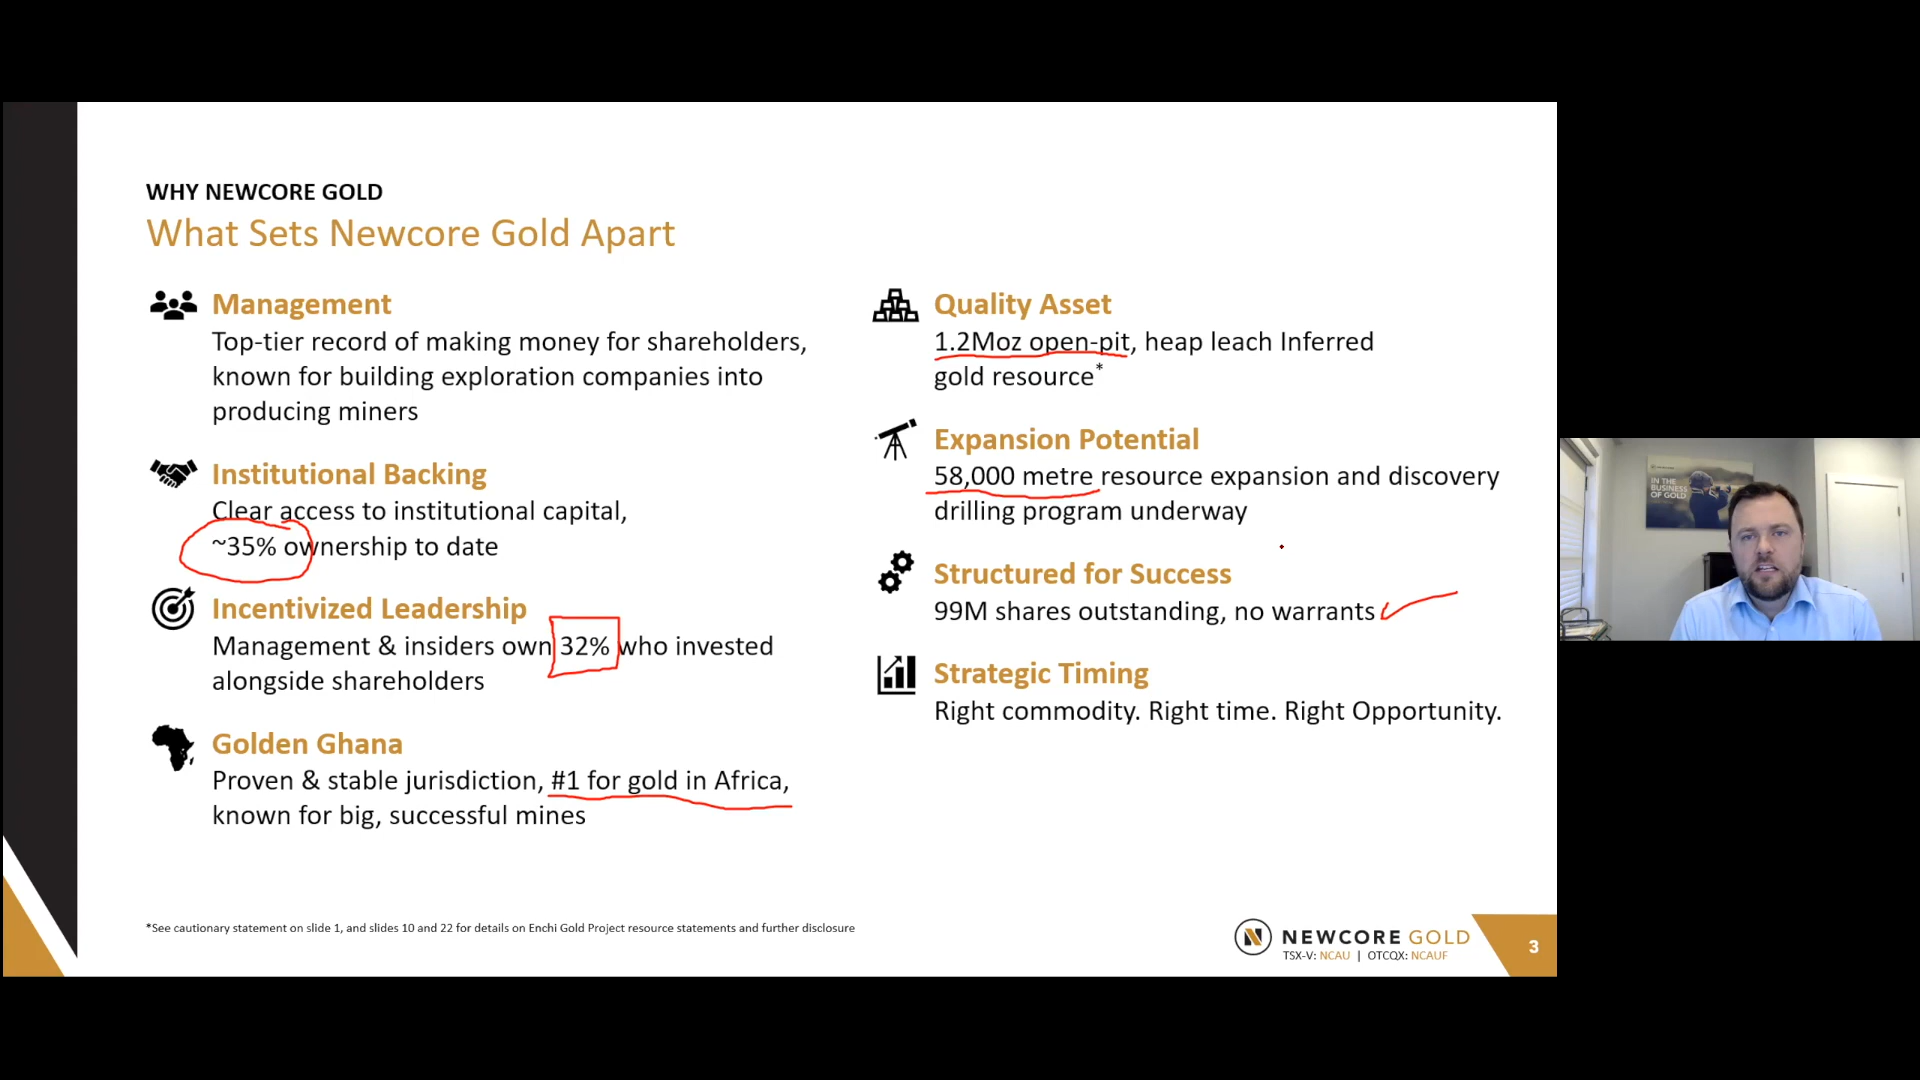 WHY NEWCORE GOLD
What Sets Newcore Gold Apart
Management
Top-tier record of making money for shareholders,
known for building exploration companies into
producing miners
Institutional Backing
Clear access to institutional capital,
~35% ownership to date
Incentivized Leadership
Management & insiders own 32% who invested
alongside shareholders
Golden Ghana
Proven & stable jurisdiction, #1 for gold in Africa,
known for big, successful mines
Quality Asset
1.2Moz open-pit, heap leach Inferred
gold resource*
Expansion Potential
58,000 metre resource expansion and discovery
drilling program underway
Structured for Success
99M shares outstanding, no warrants
Strategic Timing
Right commodity. Right time. Right Opportunity.
*See cautionary statement on slide 1, and slides 10 and 22 for details on Enchi Gold Project resource statements and further disclosure
NEWCORE GOLD
TSX-V: NCAU | OTCQX: NCAUF
3
IN THE
BUSINESS
OF GOLD